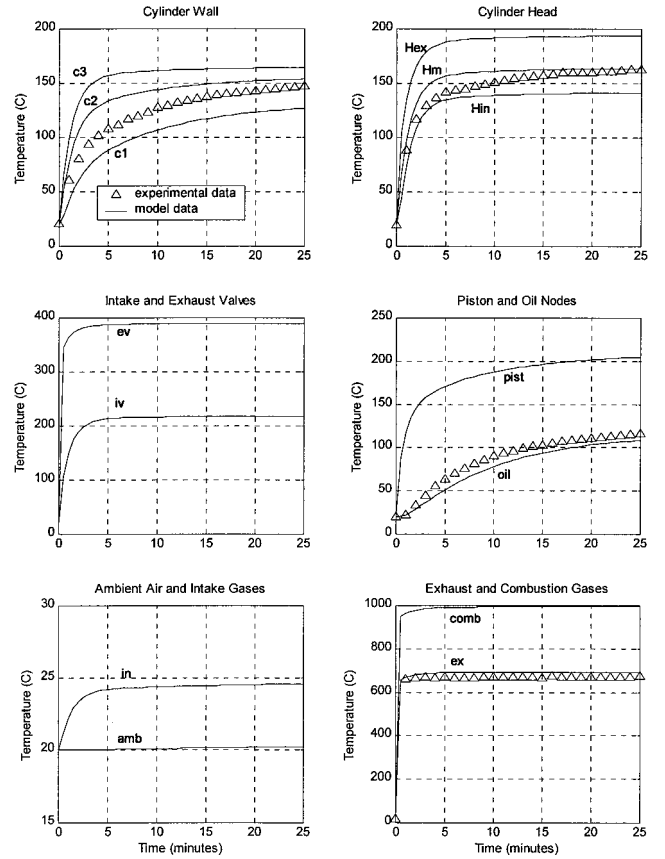 Cylinder Wall
200
150
100
50
0
0 5 10 15 20 25
Temperature (C)
c3
c2
c1
experimental data
model data
Cylinder Head
200
150
100
50
0
0 5 10 15 20 25
Temperature (C)
Hex
Hm
Hin
Intake and Exhaust Valves
400
300
200
100
0
0 5 10 15 20 25
Temperature (C)
ev
iv
Piston and Oil Nodes
250
200
150
100
50
0
0 5 10 15 20 25
Temperature (C)
pist
oil
Ambient Air and Intake Gases
30
25
20
15
0 5 10 15 20 25
Temperature (C)
in
amb
Time (minutes)
Exhaust and Combustion Gases
1000
800
600
400
200
0
0 5 10 15 20 25
Temperature (C)
comb
ex
Time (minutes)